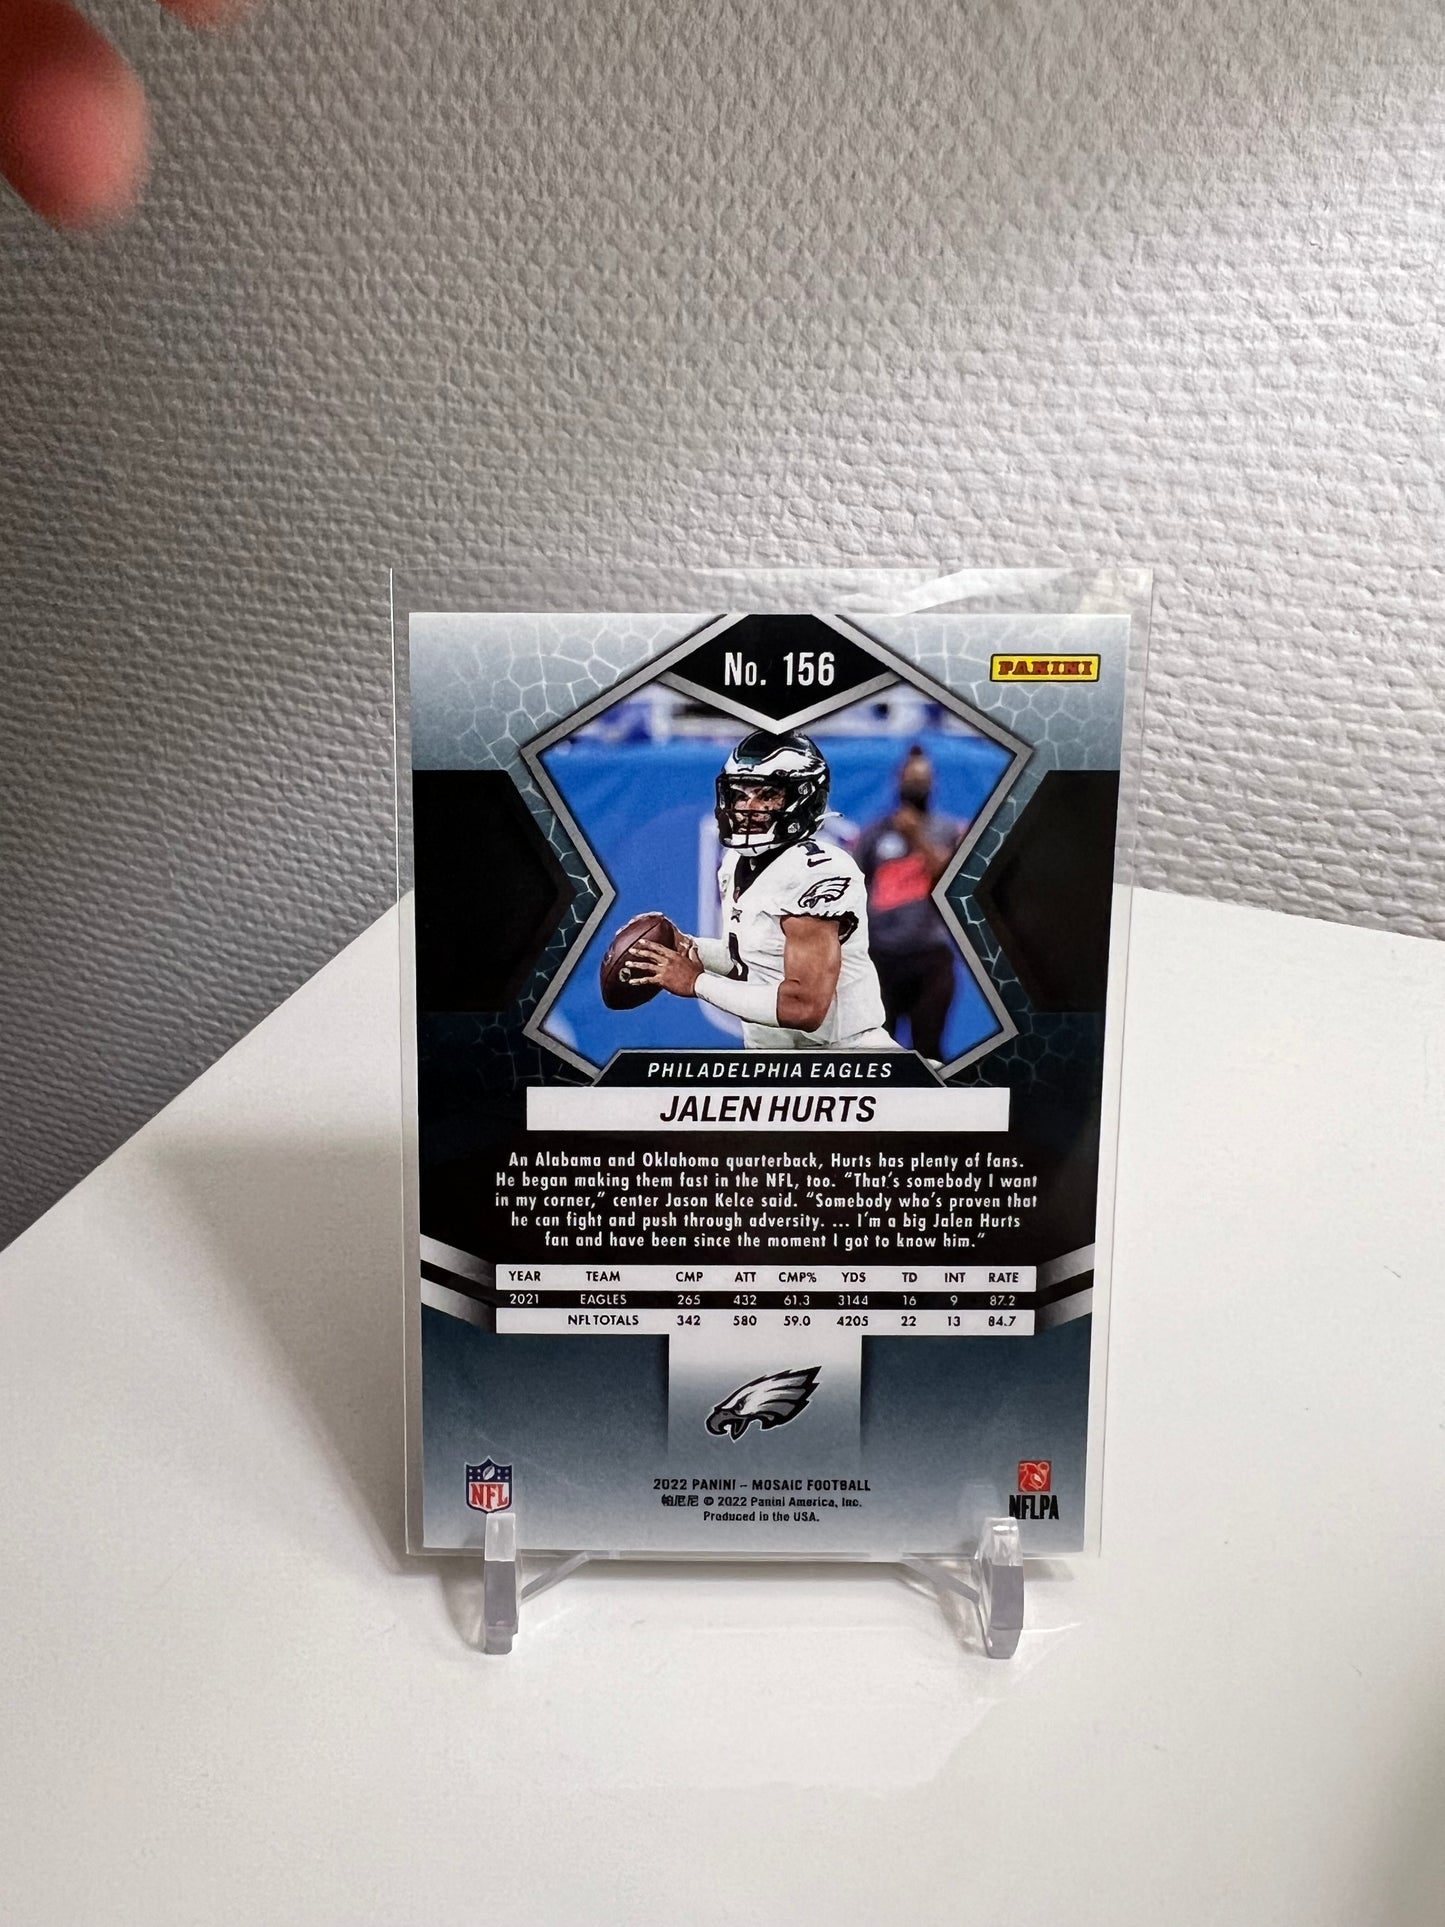 No. 156
PANINI
1
1
PHILADELPHIA EAGLES
JALEN HURTS
An Alabama and Oklahoma quarterback, Hurts has plenty of fans.
He began making them fast in the NFL, too. “That’s somebody I want
in my corner,” center Jason Kelce said. “Somebody who’s proven that
he can fight and push through adversity. ... I’m a big Jalen Hurts
fan and have been since the moment I got to know him.”
YEAR TEAM CMP ATT CMP% YDS TD INT RATE
2021 EAGLES 265 432 61.3 3144 16 9 87.2
NFL TOTALS 342 580 59.0 4205 22 13 84.7
NFL
2022 PANINI – MOSAIC FOOTBALL
帕尼尼 © 2022 Panini America, Inc.
Produced in the USA.
NFLPA